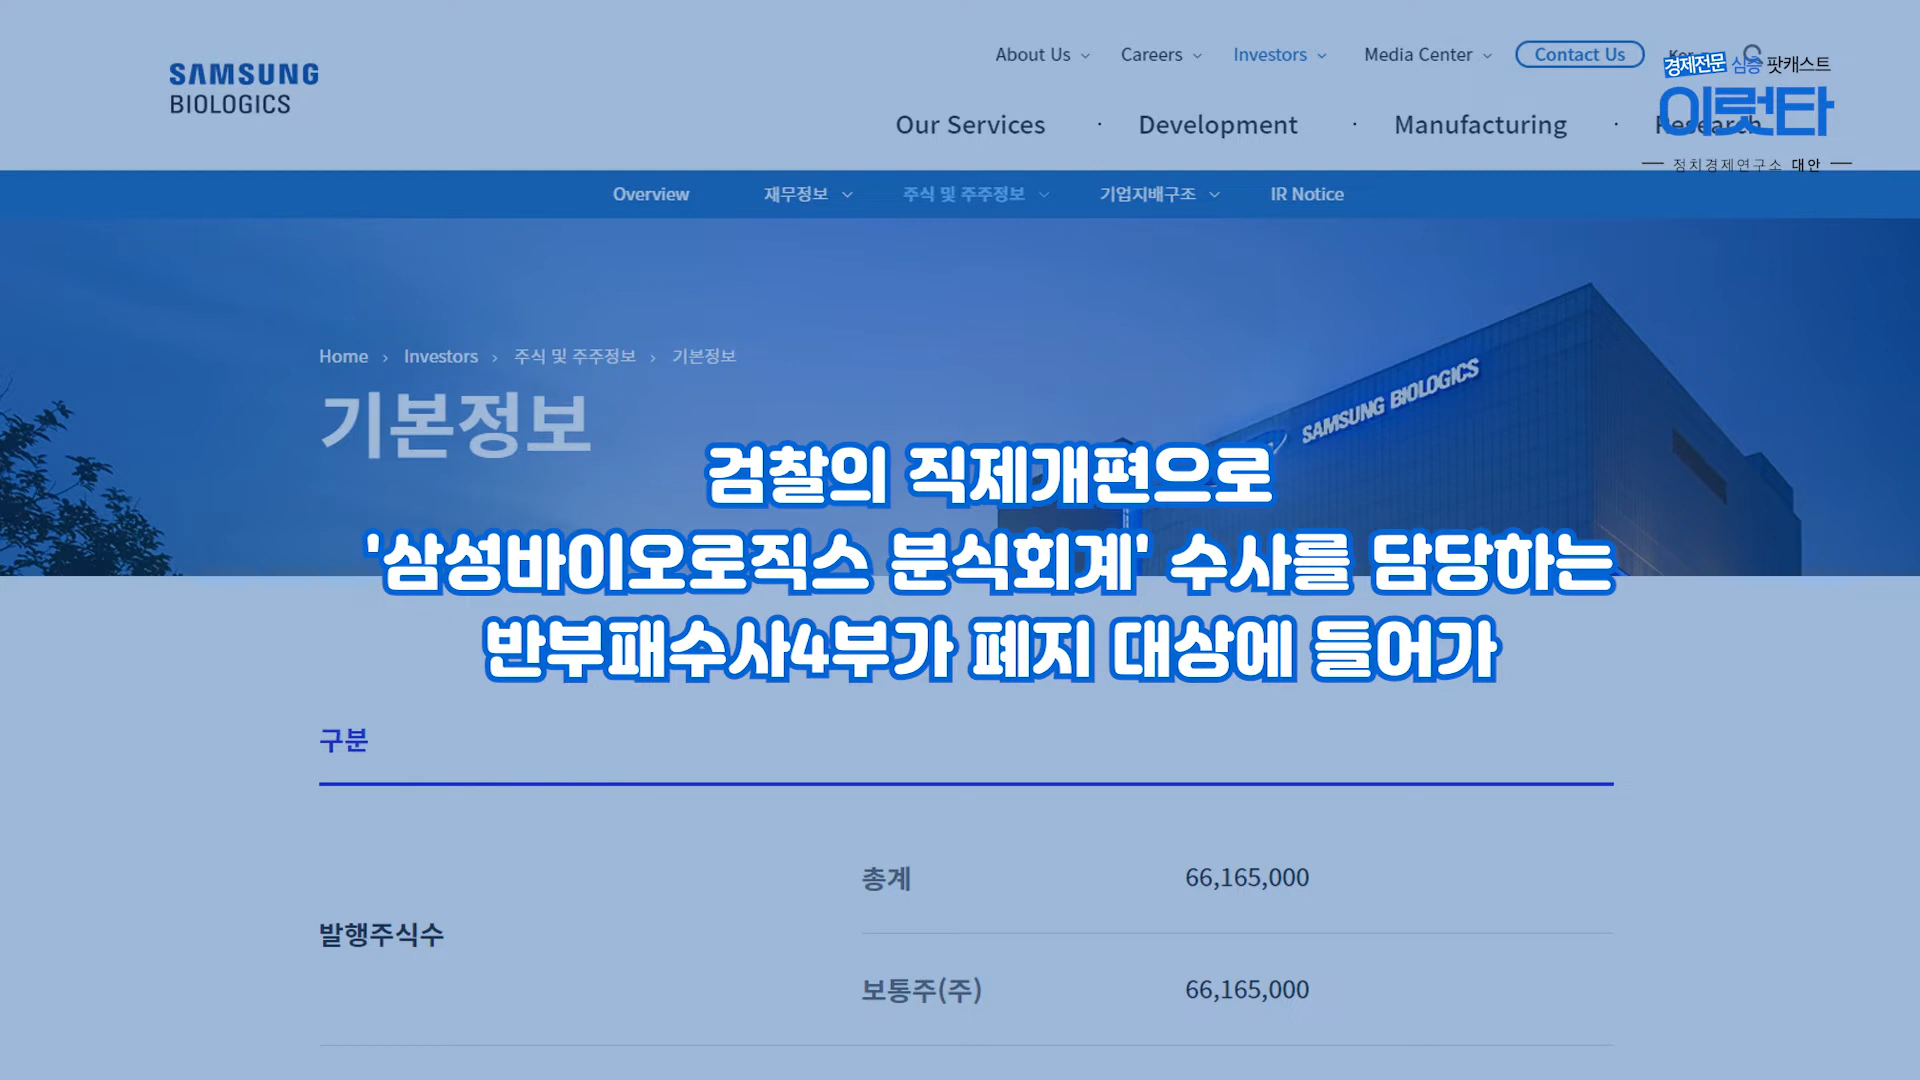 About Us
Careers
Investors
Media Center
Contact Us
Kor
경제전문 심층 팟캐스트
이럿타
정치경제연구소 대안
SAMSUNG
BIOLOGICS
Our Services
Development
Manufacturing
Research
Overview
재무정보
주식 및 주주정보
기업지배구조
IR Notice
Home › Investors › 주식 및 주주정보 › 기본정보
기본정보
SAMSUNG BIOLOGICS
검찰의 직제개편으로
'삼성바이오로직스 분식회계' 수사를 담당하는
반부패수사4부가 폐지 대상에 들어가
구분
총계 66,165,000
발행주식수
보통주(주) 66,165,000